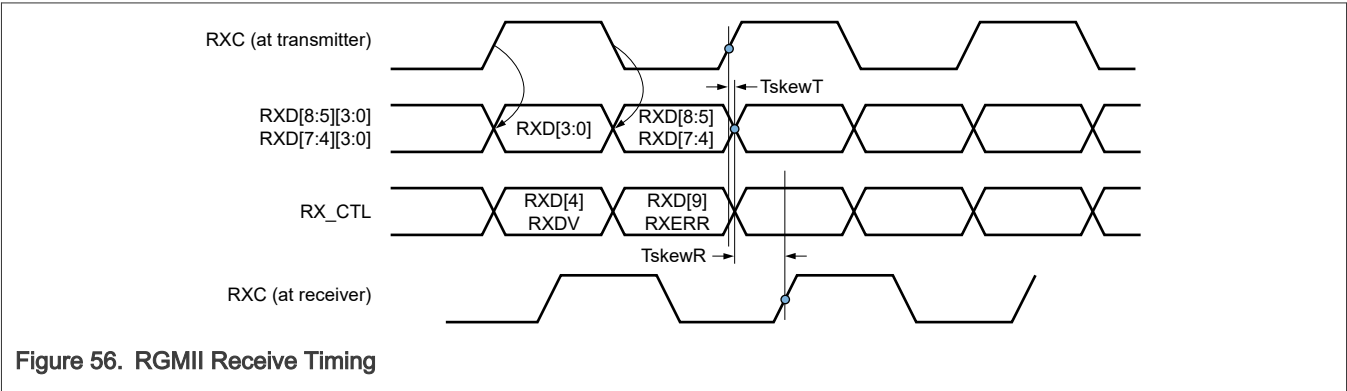 RXC (at transmitter)
TskewT
RXD[8:5][3:0]
RXD[7:4][3:0]
RXD[3:0]
RXD[8:5]
RXD[7:4]
RX_CTL
RXD[4]
RXDV
RXD[9]
RXERR
TskewR
RXC (at receiver)
Figure 56. RGMII Receive Timing